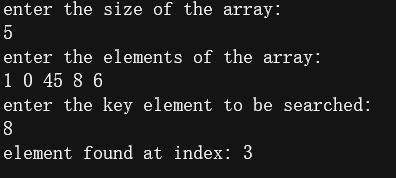 enter the size of the array:
5
enter the elements of the array:
1 0 45 8 6
enter the key element to be searched:
8
element found at index: 3